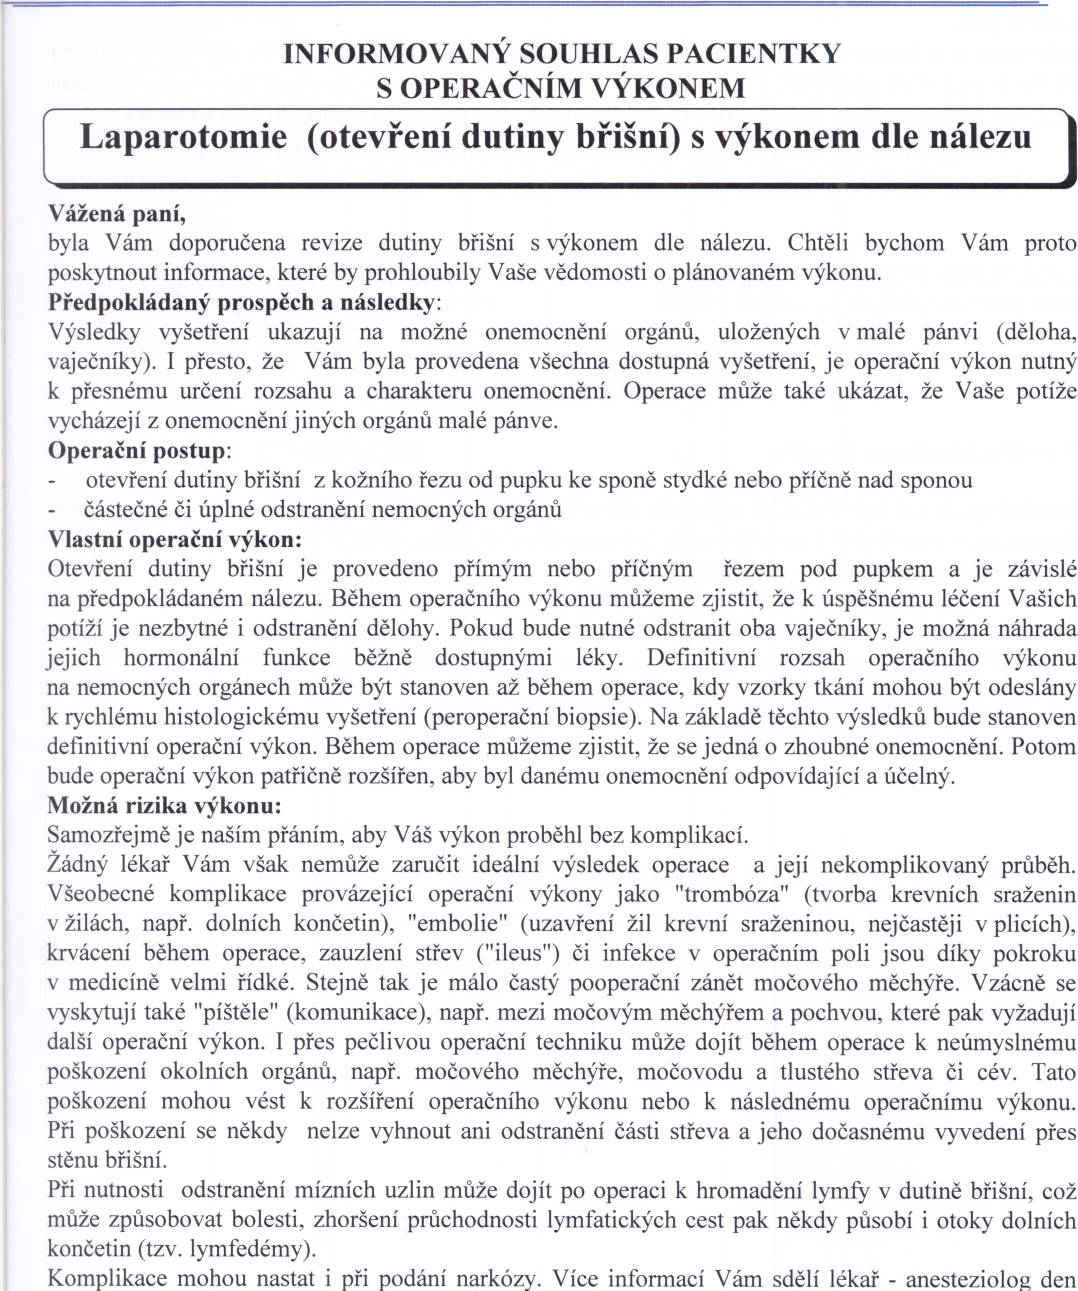 INFORMOVANÝ SOUHLAS PACIENTKY
S OPERAČNÍM VÝKONEM
Laparotomie (otevření dutiny břišní) s výkonem dle nálezu
Vážená paní,
byla Vám doporučena revize dutiny břišní s výkonem dle nálezu. Chtěli bychom Vám proto
poskytnout informace, které by prohloubily Vaše vědomosti o plánovaném výkonu.
Předpokládaný prospěch a následky:
Výsledky vyšetření ukazují na možné onemocnění orgánů, uložených v malé pánvi (děloha,
vaječníky). I přesto, že Vám byla provedena všechna dostupná vyšetření, je operační výkon nutný
k přesnému určení rozsahu a charakteru onemocnění. Operace může také ukázat, že Vaše potíže
vycházejí z onemocnění jiných orgánů malé pánve.
Operační postup:
- otevření dutiny břišní z kožního řezu od pupku ke sponě stydké nebo příčně nad sponou
- částečné či úplné odstranění nemocných orgánů
Vlastní operační výkon:
Otevření dutiny břišní je provedeno přímým nebo příčným řezem pod pupkem a je závislé
na předpokládaném nálezu. Během operačního výkonu můžeme zjistit, že k úspěšnému léčení Vašich
potíží je nezbytné i odstranění dělohy. Pokud bude nutné odstranit oba vaječníky, je možná náhrada
jejich hormonální funkce běžně dostupnými léky. Definitivní rozsah operačního výkonu
na nemocných orgánech může být stanoven až během operace, kdy vzorky tkání mohou být odeslány
k rychlému histologickému vyšetření (peroperační biopsie). Na základě těchto výsledků bude stanoven
definitivní operační výkon. Během operace můžeme zjistit, že se jedná o zhoubné onemocnění. Potom
bude operační výkon patřičně rozšířen, aby byl danému onemocnění odpovídající a účelný.
Možná rizika výkonu:
Samozřejmě je naším přáním, aby Váš výkon proběhl bez komplikací.
Žádný lékař Vám však nemůže zaručit ideální výsledek operace a její nekomplikovaný průběh.
Všeobecné komplikace provázející operační výkony jako "trombóza" (tvorba krevních sraženin
v žilách, např. dolních končetin), "embolie" (uzavření žil krevní sraženinou, nejčastěji v plicích),
krvácení během operace, zauzlení střev ("ileus") či infekce v operačním poli jsou díky pokroku
v medicíně velmi řídké. Stejně tak je málo častý pooperační zánět močového měchýře. Vzácně se
vyskytují také "píštěle" (komunikace), např. mezi močovým měchýřem a pochvou, které pak vyžadují
další operační výkon. I přes pečlivou operační techniku může dojít během operace k neúmyslnému
poškození okolních orgánů, např. močového měchýře, močovodu a tlustého střeva či cév. Tato
poškození mohou vést k rozšíření operačního výkonu nebo k následnému operačnímu výkonu.
Při poškození se někdy nelze vyhnout ani odstranění části střeva a jeho dočasnému vyvedení přes
stěnu břišní.
Při nutnosti odstranění mízních uzlin může dojít po operaci k hromadění lymfy v dutině břišní, což
může způsobovat bolesti, zhoršení průchodnosti lymfatických cest pak někdy působí i otoky dolních
končetin (tzv. lymfedémy).
Komplikace mohou nastat i při podání narkózy. Více informací Vám sdělí lékař - anesteziolog den